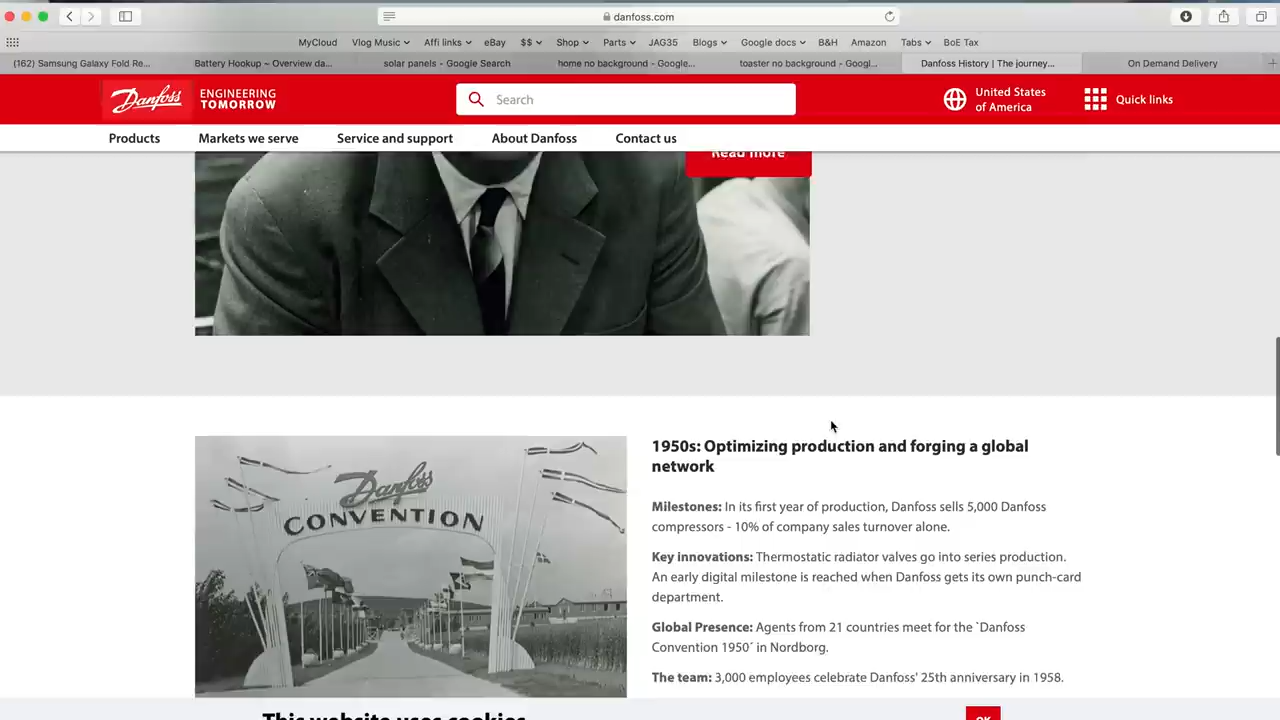 danfoss.com
MyCloud Vlog Music Affi links eBay $$ Shop Parts JAG35 Blogs Google docs B&H Amazon Tabs BoE Tax
(162) Samsung Galaxy Fold Re... Battery Hookup ~ Overview da... solar panels - Google Search home no background - Google... toaster no background - Googl... Danfoss History | The journey... On Demand Delivery
Danfoss ENGINEERING TOMORROW
Search
United States of America
Quick links
Products Markets we serve Service and support About Danfoss Contact us
Read more
Danfoss
CONVENTION
1950s: Optimizing production and forging a global
network
Milestones: In its first year of production, Danfoss sells 5,000 Danfoss
compressors - 10% of company sales turnover alone.
Key innovations: Thermostatic radiator valves go into series production.
An early digital milestone is reached when Danfoss gets its own punch-card
department.
Global Presence: Agents from 21 countries meet for the `Danfoss
Convention 1950´ in Nordborg.
The team: 3,000 employees celebrate Danfoss' 25th anniversary in 1958.
This website uses cookies
OK